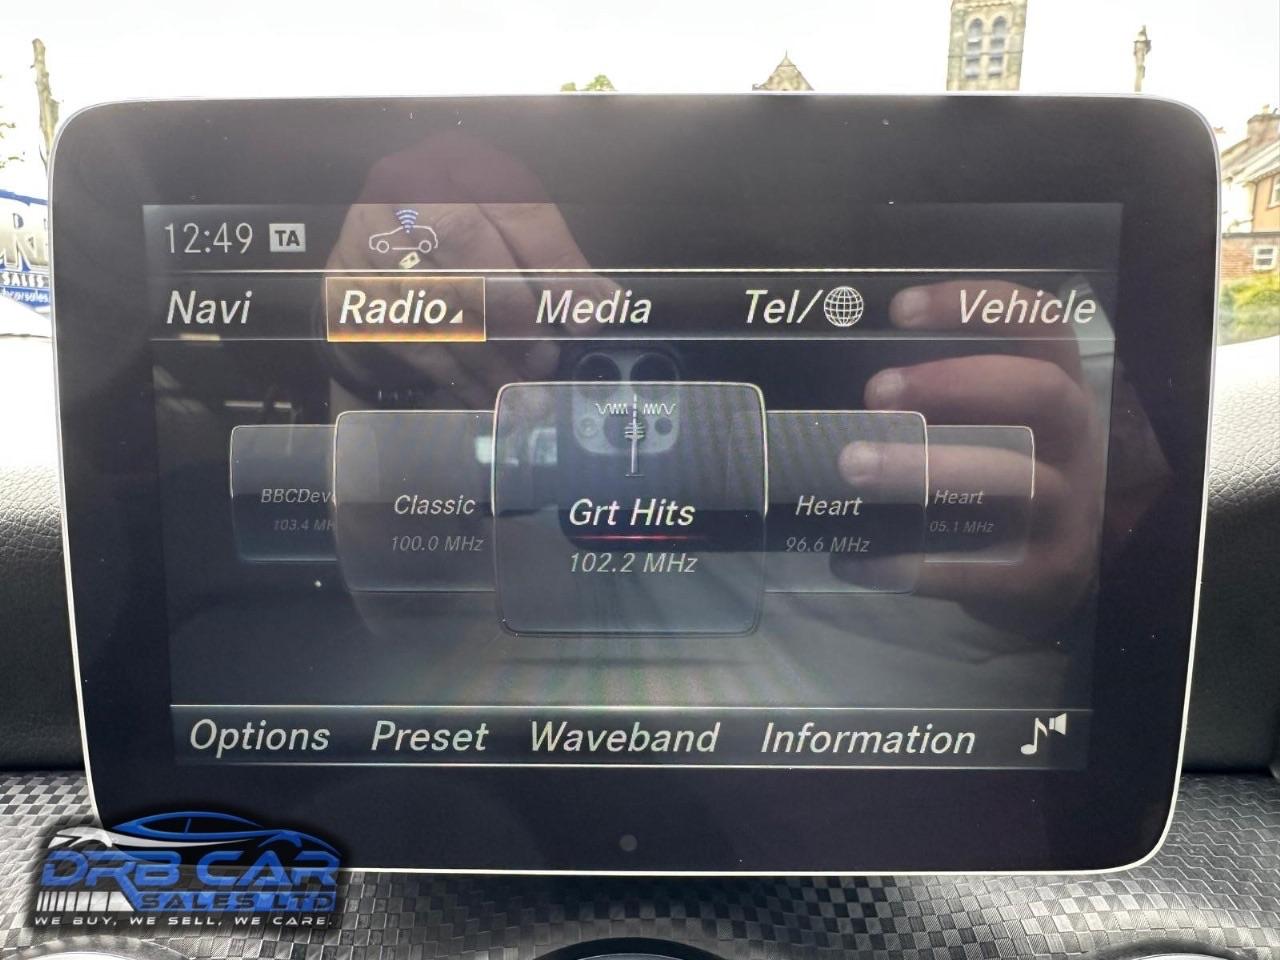 12:49 TA
Navi Radio Media Tel/ Vehicle
BBCDev
103.4 MH
Classic
100.0 MHz
Grt Hits
102.2 MHz
Heart
96.6 MHz
Heart
05.1 MHz
Options Preset Waveband Information
SALES
DRB CAR
SALES LTD
WE BUY, WE SELL, WE CARE.